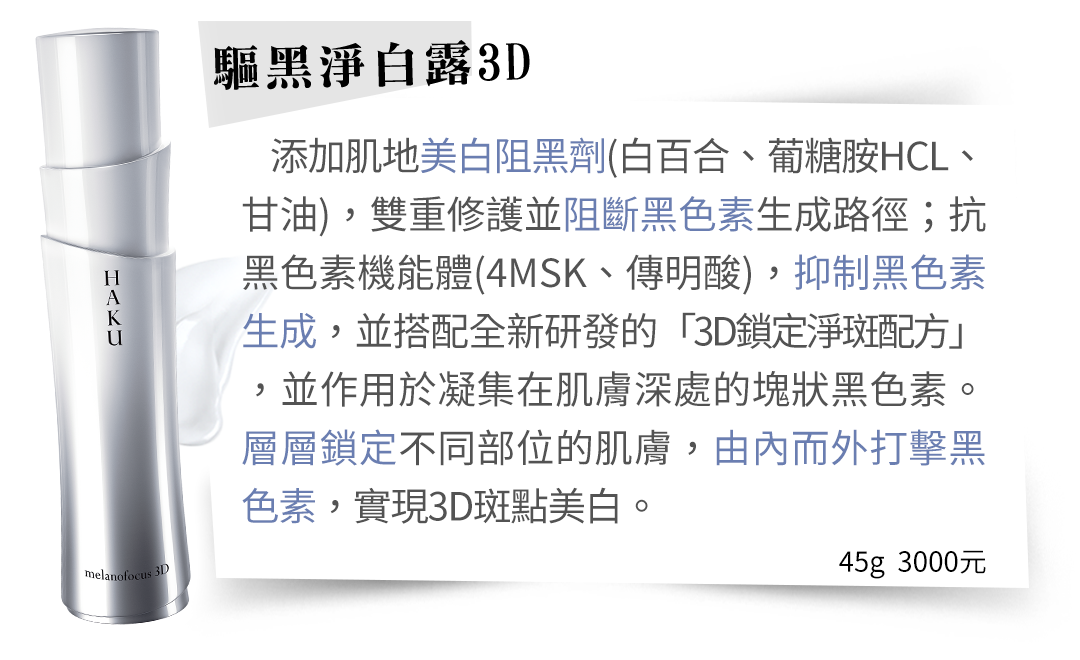 驅黑淨白露3D
添加肌地美白阻黑劑(白百合、葡糖胺HCL、
甘油)，雙重修護並阻斷黑色素生成路徑；抗
黑色素機能體(4MSK、傳明酸)，抑制黑色素
生成，並搭配全新研發的「3D鎖定淨斑配方」
，並作用於凝集在肌膚深處的塊狀黑色素。
層層鎖定不同部位的肌膚，由內而外打擊黑
色素，實現3D斑點美白。
45g 3000元
HAKU
melanofocus 3D